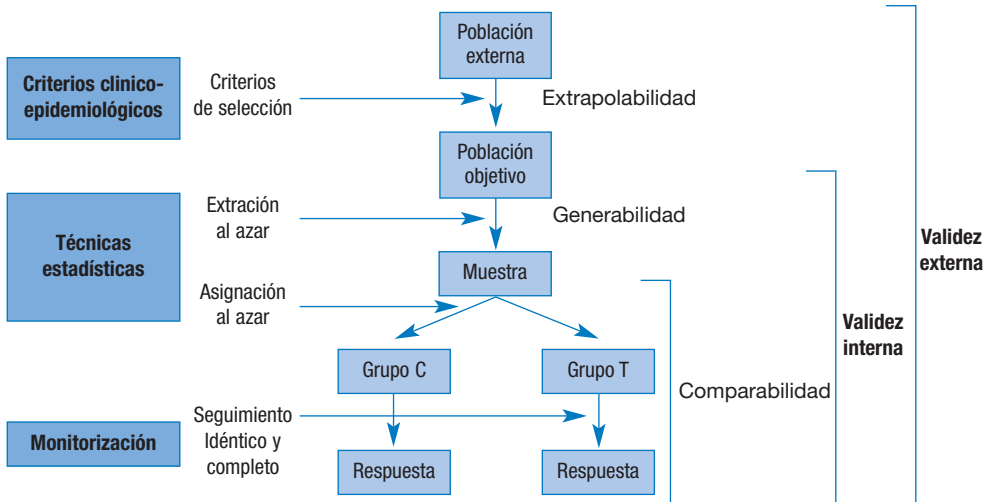 Población
externa
Criterios clinico-
epidemiológicos
Criterios
de selección
Extrapolabilidad
Población
objetivo
Técnicas
estadísticas
Extración
al azar
Generabilidad
Muestra
Asignación
al azar
Grupo C
Grupo T
Comparabilidad
Validez
interna
Validez
externa
Monitorización
Seguimiento
Idéntico y
completo
Respuesta
Respuesta